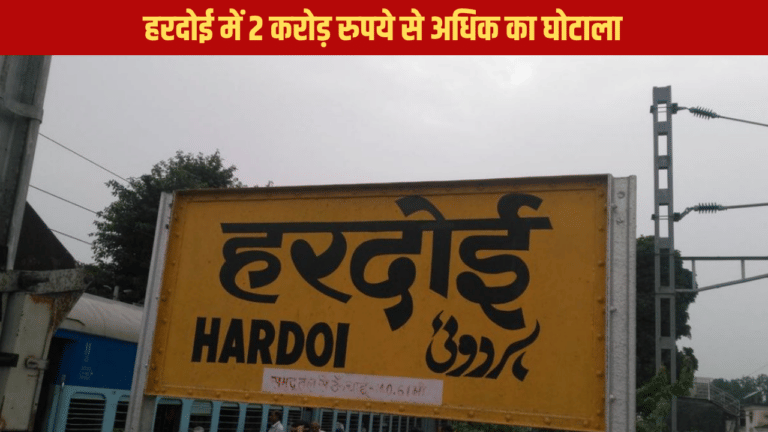 हरदोई में 2 करोड़ रुपये से अधिक का घोटाला
हरदोई
HARDOI ہردوئی